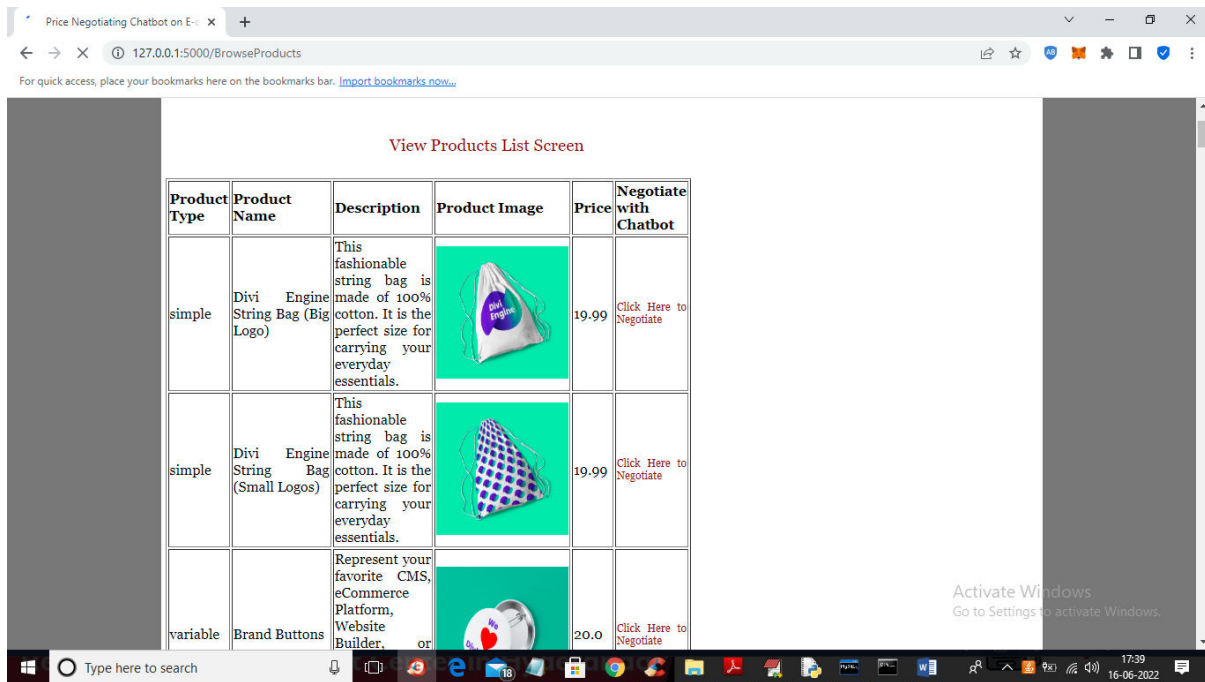 Price Negotiating Chatbot on E-c
127.0.0.1:5000/BrowseProducts
For quick access, place your bookmarks here on the bookmarks bar. Import bookmarks now...
View Products List Screen
Product Type
Product Name
Description
Product Image
Price
Negotiate with Chatbot
simple
Divi Engine
String Bag (Big
Logo)
This
fashionable
string bag is
made of 100%
cotton. It is the
perfect size for
carrying your
everyday
essentials.
Divi
Engine
19.99
Click Here to
Negotiate
simple
Divi Engine
String Bag
(Small Logos)
This
fashionable
string bag is
made of 100%
cotton. It is the
perfect size for
carrying your
everyday
essentials.
19.99
Click Here to
Negotiate
variable
Brand Buttons
Represent your
favorite CMS,
eCommerce
Platform,
Website
Builder, or
We
20.0
Click Here to
Negotiate
Activate Windows
Go to Settings to activate Windows.
Type here to search
18
17:39
16-06-2022